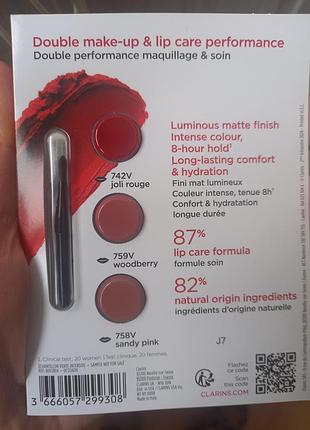 Double make-up & lip care performance
Double performance maquillage & soin
742V
joli rouge
759V
woodberry
758V
sandy pink
Luminous matte finish
Intense colour,
8-hour hold¹
Long-lasting comfort
& hydration
Fini mat lumineux
Couleur intense, tenue 8h¹
Confort & hydratation
longue durée
87%
lip care formula
formule soin
82%
natural origin ingredients
ingrédients d'origine naturelle
J7
1. Clinical test, 20 women. / Test clinique, 20 femmes.
3 666057 299308
Flashez
ce code
Scan
this code
CLARINS.COM